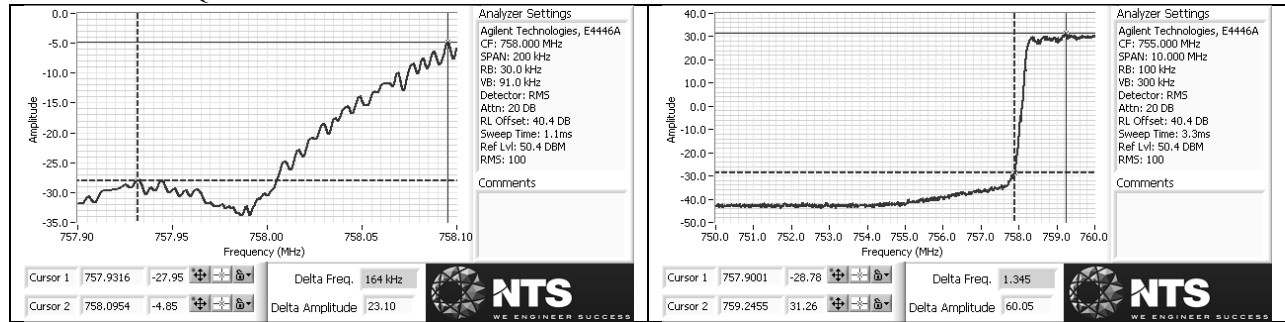 0.0
-5.0
-10.0
-15.0
-20.0
-25.0
-30.0
-35.0
Amplitude
757.90 757.95 758.00 758.05 758.10
Frequency (MHz)
Analyzer Settings
Agilent Technologies, E4446A
CF: 758.000 MHz
SPAN: 200 kHz
RB: 30.0 kHz
VB: 91.0 kHz
Detector: RMS
Attn: 20 DB
RL Offset: 40.4 DB
Sweep Time: 1.1ms
Ref Lvl: 50.4 DBM
RMS: 100
Comments
Cursor 1 757.9316 -27.95
Cursor 2 758.0954 -4.85
Delta Freq. 164 kHz
Delta Amplitude 23.10
NTS
WE ENGINEER SUCCESS
40.0
30.0
20.0
10.0
0.0
-10.0
-20.0
-30.0
-40.0
-50.0
Amplitude
750.0 751.0 752.0 753.0 754.0 755.0 756.0 757.0 758.0 759.0 760.0
Frequency (MHz)
Analyzer Settings
Agilent Technologies, E4446A
CF: 755.000 MHz
SPAN: 10.000 MHz
RB: 100 kHz
VB: 300 kHz
Detector: RMS
Attn: 20 DB
RL Offset: 40.4 DB
Sweep Time: 3.3ms
Ref Lvl: 50.4 DBM
RMS: 100
Comments
Cursor 1 757.9001 -28.78
Cursor 2 759.2455 31.26
Delta Freq. 1.345
Delta Amplitude 60.05
NTS
WE ENGINEER SUCCESS